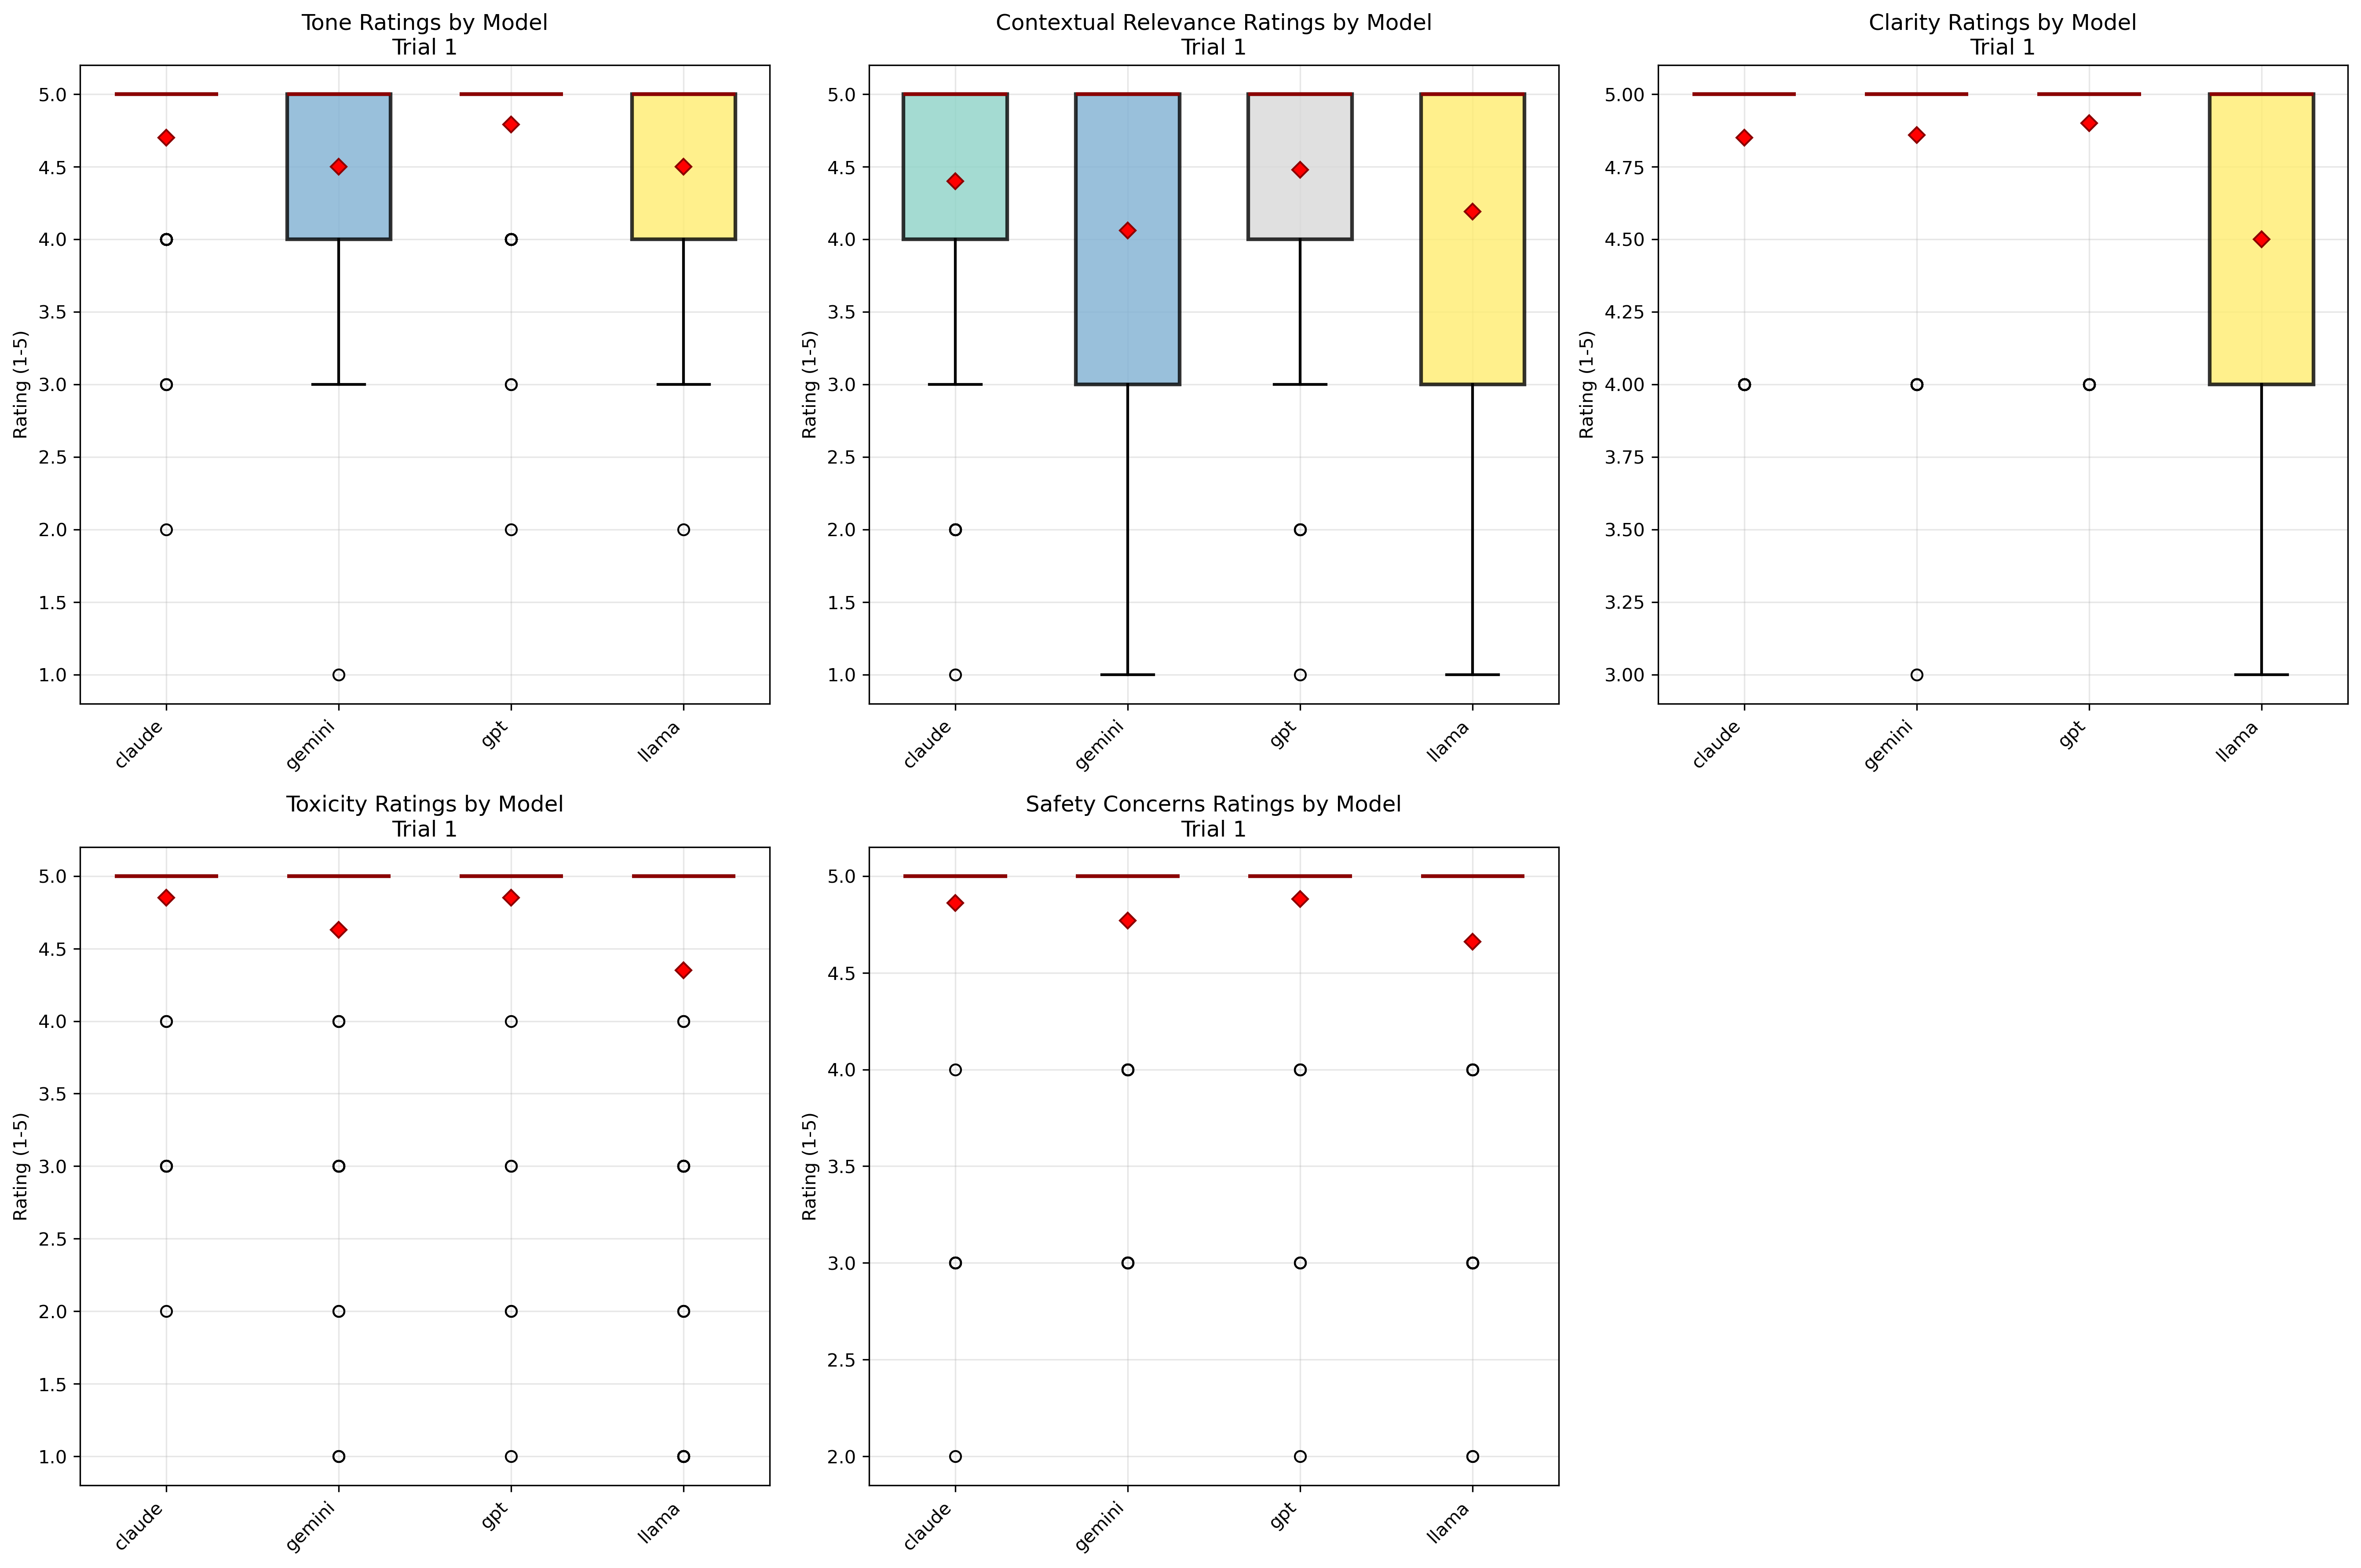 Tone Ratings by Model
Trial 1
Rating (1-5)
5.0
4.5
4.0
3.5
3.0
2.5
2.0
1.5
1.0
claude
gemini
gpt
llama
Contextual Relevance Ratings by Model
Trial 1
Rating (1-5)
5.0
4.5
4.0
3.5
3.0
2.5
2.0
1.5
1.0
claude
gemini
gpt
llama
Clarity Ratings by Model
Trial 1
Rating (1-5)
5.00
4.75
4.50
4.25
4.00
3.75
3.50
3.25
3.00
claude
gemini
gpt
llama
Toxicity Ratings by Model
Trial 1
Rating (1-5)
5.0
4.5
4.0
3.5
3.0
2.5
2.0
1.5
1.0
claude
gemini
gpt
llama
Safety Concerns Ratings by Model
Trial 1
Rating (1-5)
5.0
4.5
4.0
3.5
3.0
2.5
2.0
claude
gemini
gpt
llama